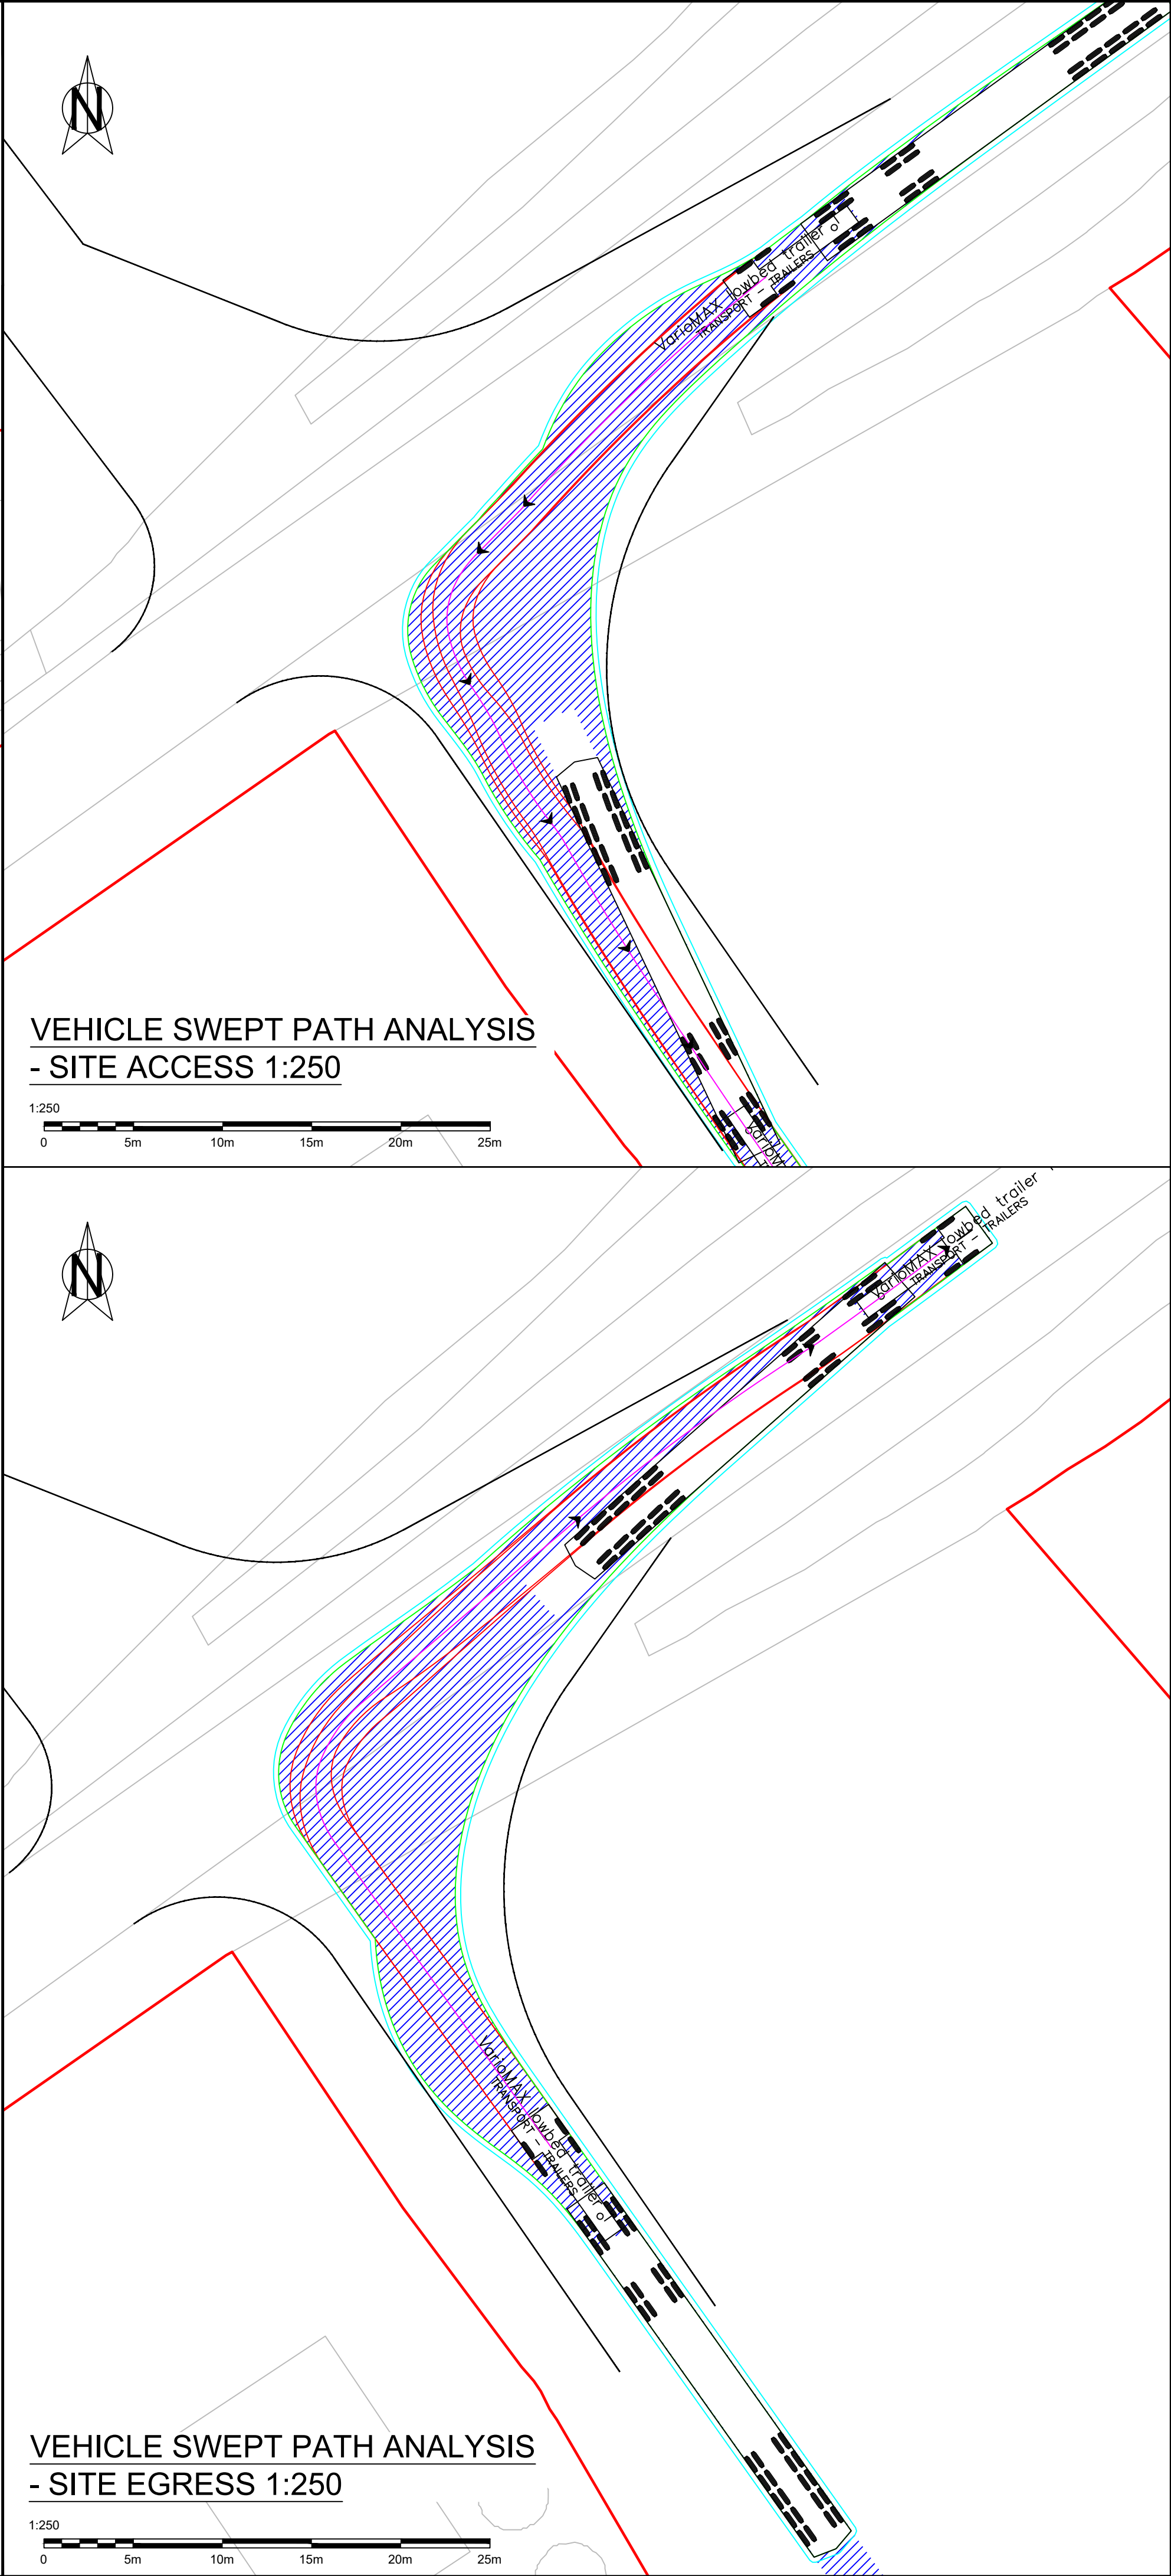 N
VarioMAX lowbed trailer
TRANSPORT - TRAILERS
VarioM
VEHICLE SWEPT PATH ANALYSIS
- SITE ACCESS 1:250
1:250
0 5m 10m 15m 20m 25m
N
VarioMAX lowbed trailer
TRANSPORT - TRAILERS
VarioMAX lowbed trailer
TRANSPORT - TRAILERS
VEHICLE SWEPT PATH ANALYSIS
- SITE EGRESS 1:250
1:250
0 5m 10m 15m 20m 25m